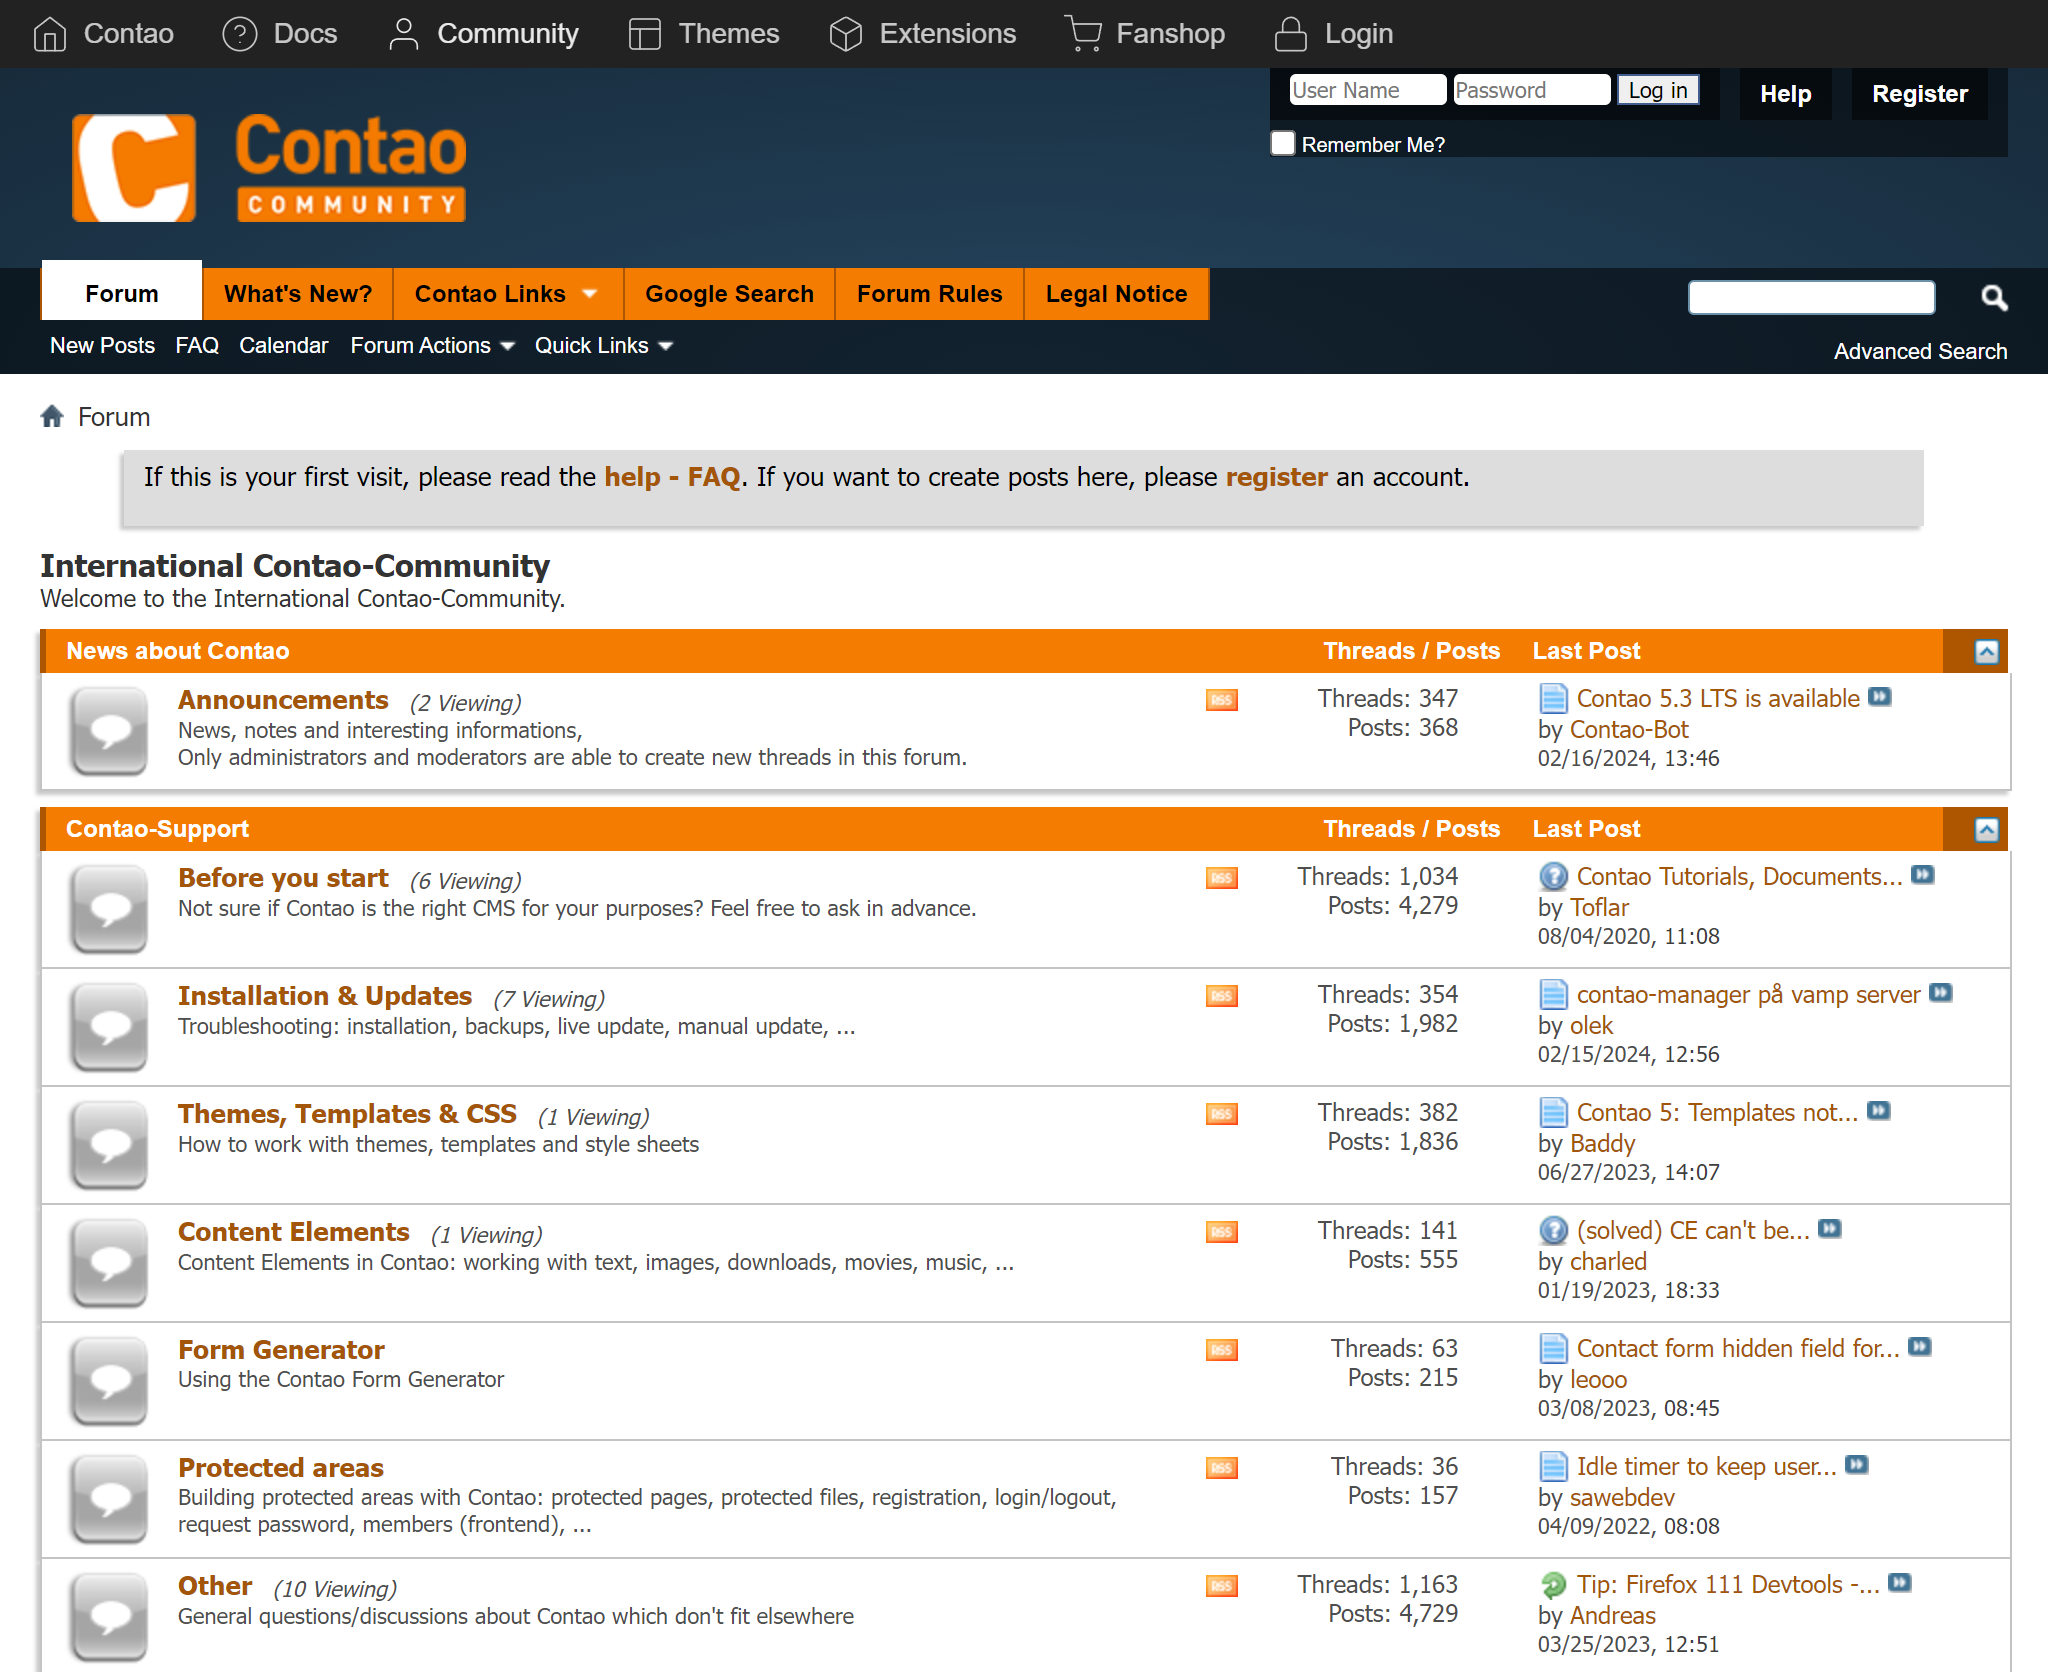 Contao Docs Community Themes Extensions Fanshop Login
User Name Password Log in Help Register
Remember Me?
Contao
COMMUNITY
Forum What's New? Contao Links Google Search Forum Rules Legal Notice
New Posts FAQ Calendar Forum Actions Quick Links
Advanced Search
Forum
If this is your first visit, please read the help - FAQ. If you want to create posts here, please register an account.
International Contao-Community
Welcome to the International Contao-Community.
News about Contao Threads / Posts Last Post
Announcements (2 Viewing)
News, notes and interesting informations,
Only administrators and moderators are able to create new threads in this forum.
RSS
Threads: 347
Posts: 368
Contao 5.3 LTS is available
by Contao-Bot
02/16/2024, 13:46
Contao-Support Threads / Posts Last Post
Before you start (6 Viewing)
Not sure if Contao is the right CMS for your purposes? Feel free to ask in advance.
RSS
Threads: 1,034
Posts: 4,279
Contao Tutorials, Documents...
by Toflar
08/04/2020, 11:08
Installation & Updates (7 Viewing)
Troubleshooting: installation, backups, live update, manual update, ...
RSS
Threads: 354
Posts: 1,982
contao-manager på vamp server
by olek
02/15/2024, 12:56
Themes, Templates & CSS (1 Viewing)
How to work with themes, templates and style sheets
RSS
Threads: 382
Posts: 1,836
Contao 5: Templates not...
by Baddy
06/27/2023, 14:07
Content Elements (1 Viewing)
Content Elements in Contao: working with text, images, downloads, movies, music, ...
RSS
Threads: 141
Posts: 555
(solved) CE can't be...
by charled
01/19/2023, 18:33
Form Generator
Using the Contao Form Generator
RSS
Threads: 63
Posts: 215
Contact form hidden field for...
by leooo
03/08/2023, 08:45
Protected areas
Building protected areas with Contao: protected pages, protected files, registration, login/logout,
request password, members (frontend), ...
RSS
Threads: 36
Posts: 157
Idle timer to keep user...
by sawebdev
04/09/2022, 08:08
Other (10 Viewing)
General questions/discussions about Contao which don't fit elsewhere
RSS
Threads: 1,163
Posts: 4,729
Tip: Firefox 111 Devtools -...
by Andreas
03/25/2023, 12:51